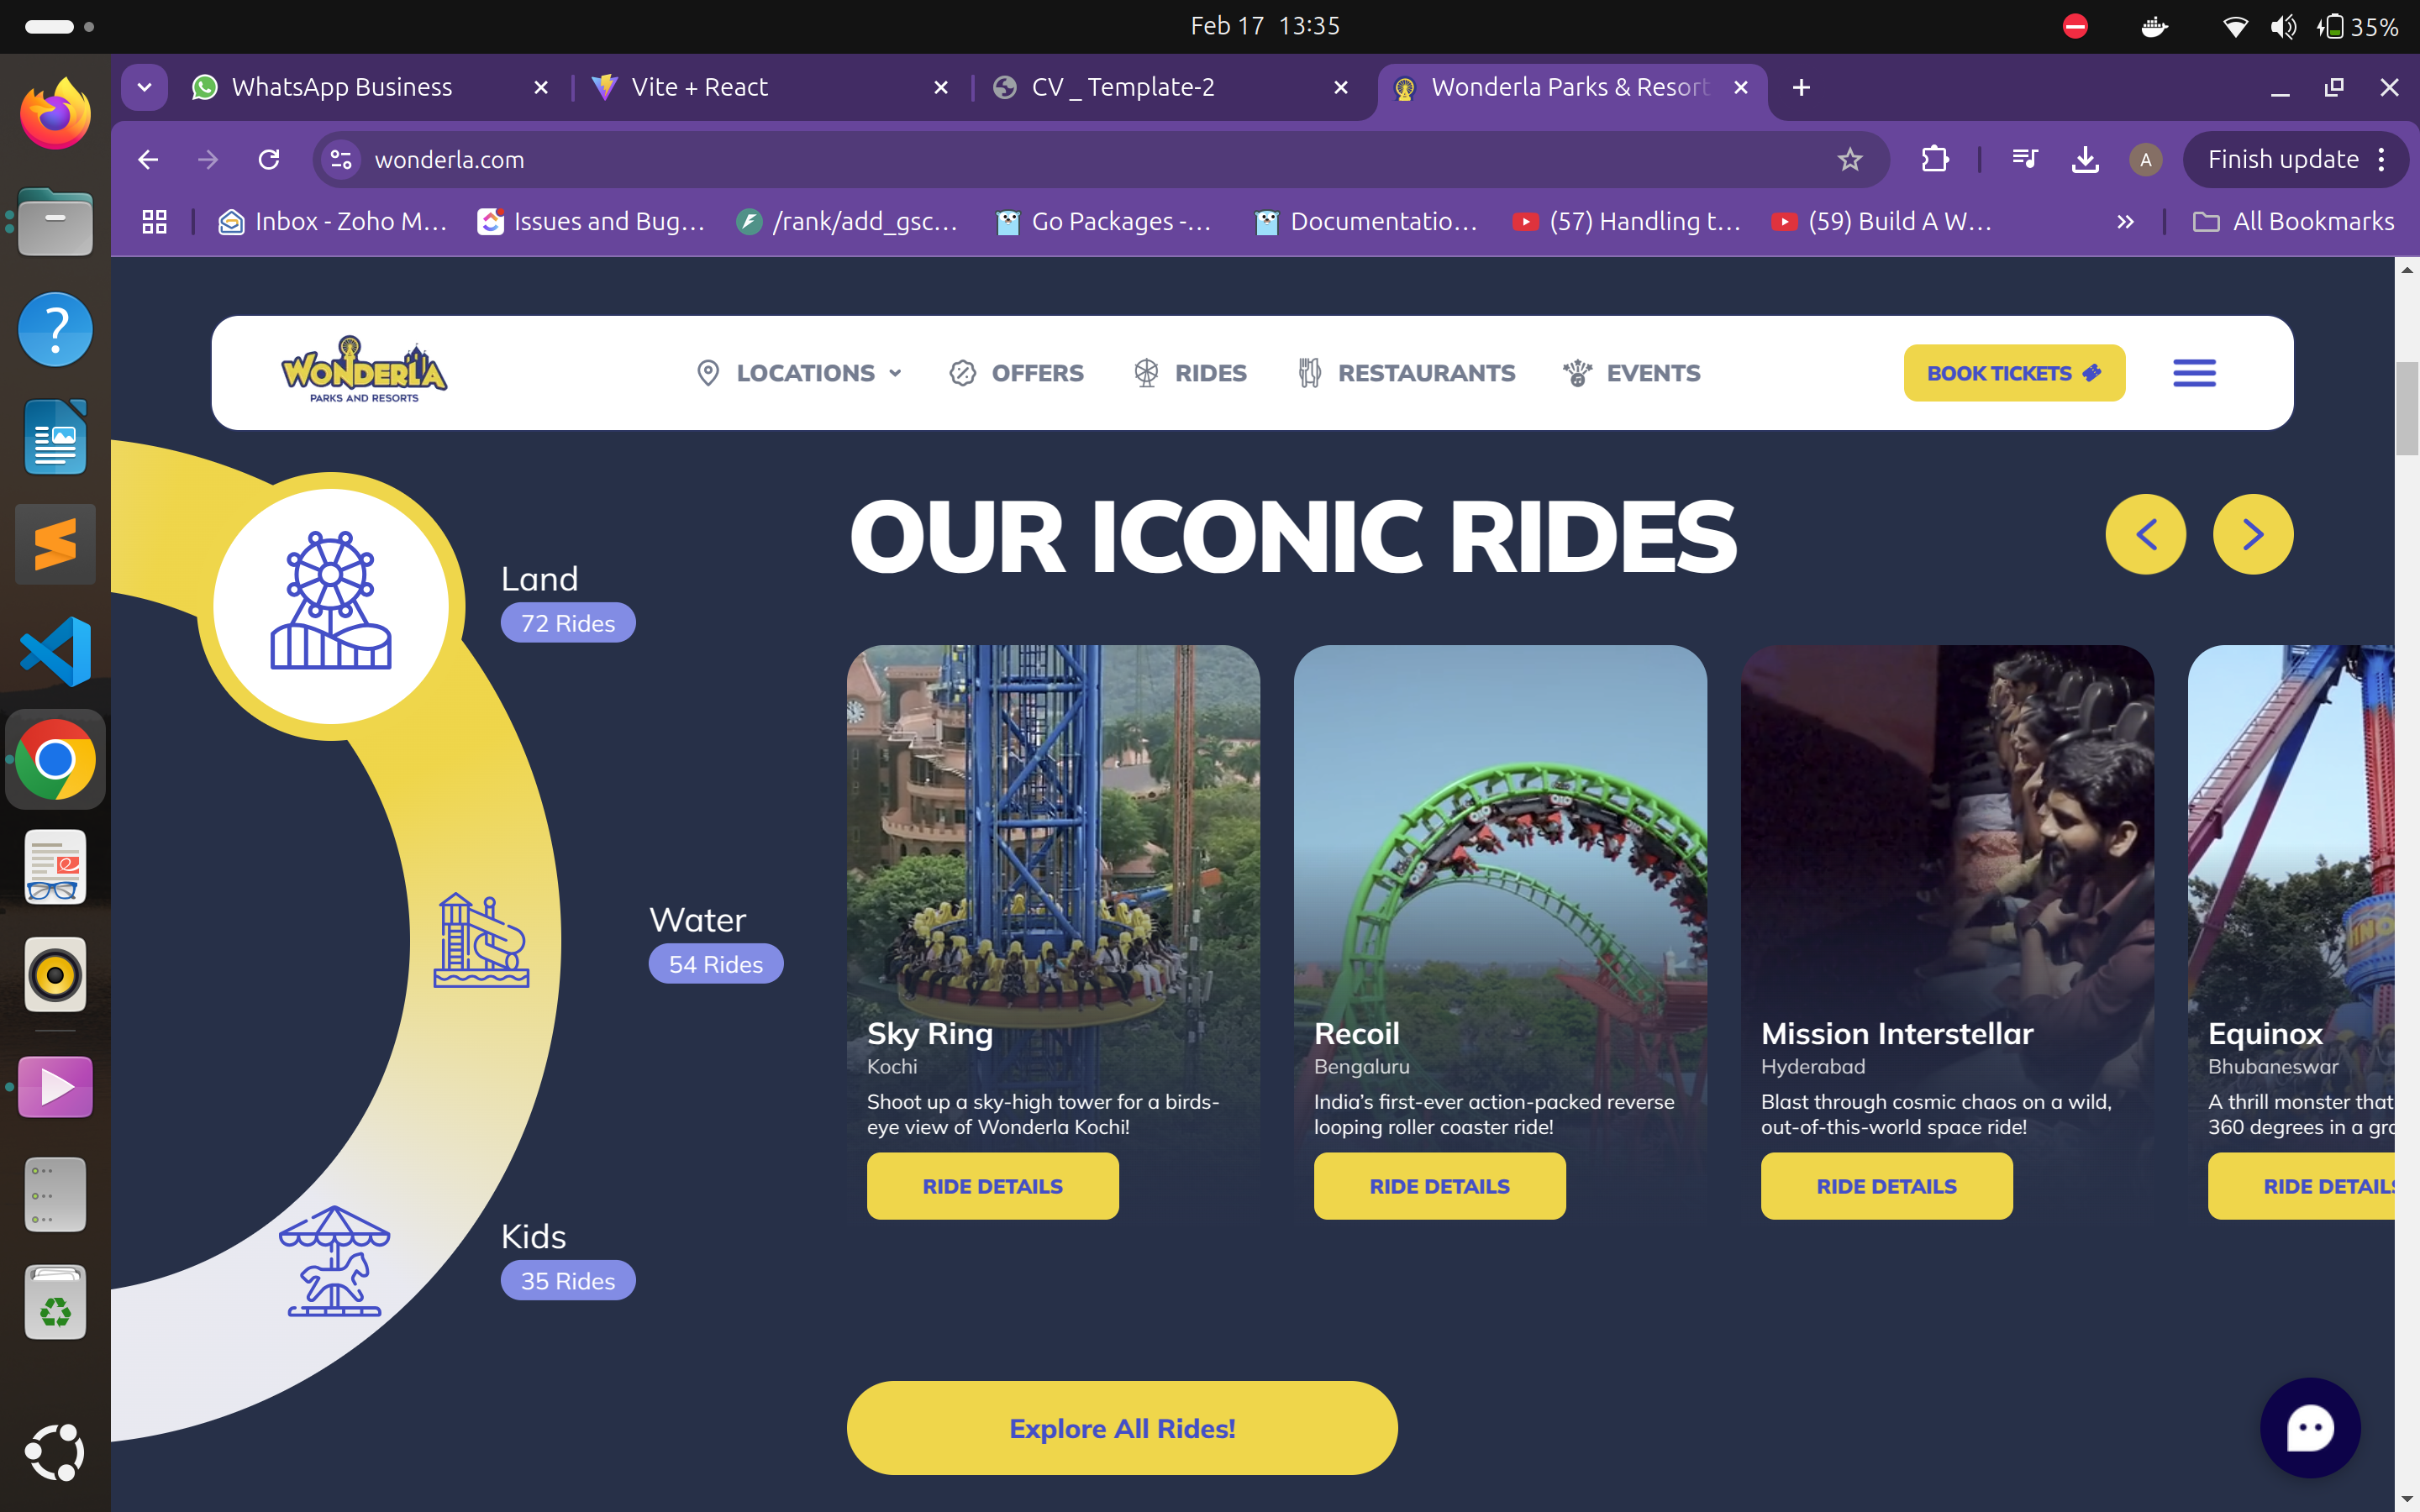 Feb 17 13:35
35%
WhatsApp Business
Vite + React
CV _ Template-2
Wonderla Parks & Resort
wonderla.com
A
Finish update
Inbox - Zoho M...
Issues and Bug...
/rank/add_gsc...
Go Packages -...
Documentatio...
(57) Handling t...
(59) Build A W...
All Bookmarks
WONDERLA
PARKS AND RESORTS
LOCATIONS
OFFERS
RIDES
RESTAURANTS
EVENTS
BOOK TICKETS
OUR ICONIC RIDES
Land
72 Rides
Water
54 Rides
Kids
35 Rides
Sky Ring
Kochi
Shoot up a sky-high tower for a birds-
eye view of Wonderla Kochi!
RIDE DETAILS
Recoil
Bengaluru
India's first-ever action-packed reverse
looping roller coaster ride!
RIDE DETAILS
Mission Interstellar
Hyderabad
Blast through cosmic chaos on a wild,
out-of-this-world space ride!
RIDE DETAILS
Equinox
Bhubaneswar
A thrill monster that
360 degrees in a gr
RIDE DETAILS
Explore All Rides!